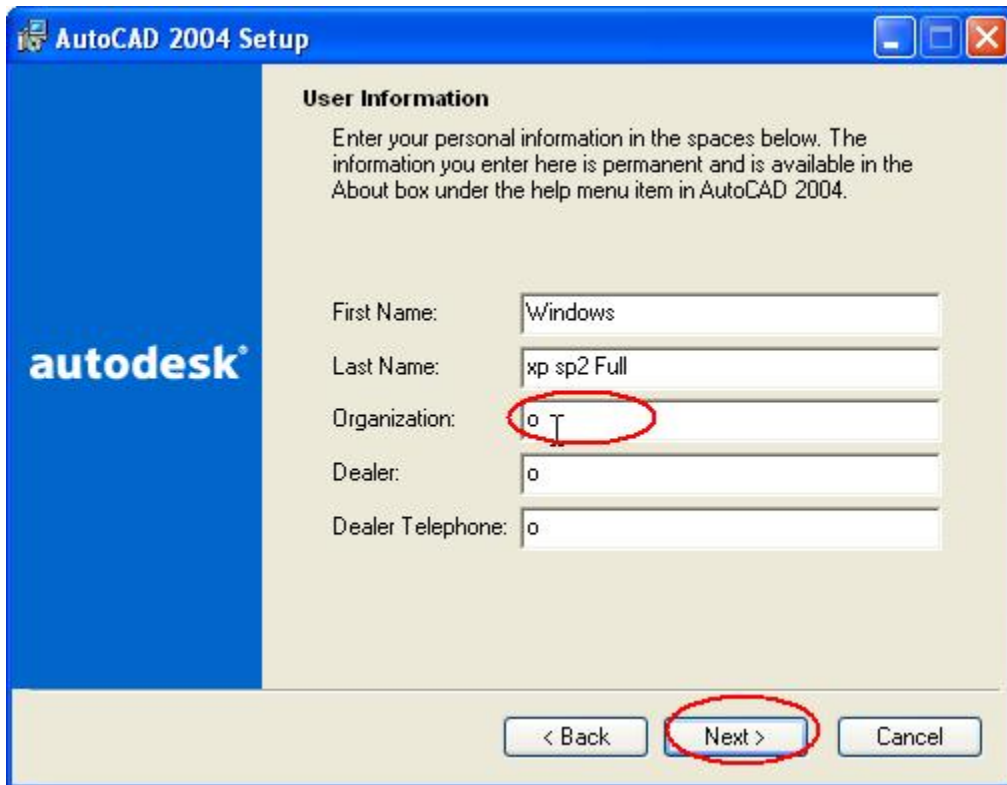 AutoCAD 2004 Setup
User Information
Enter your personal information in the spaces below. The
information you enter here is permanent and is available in the
About box under the help menu item in AutoCAD 2004.
autodesk®
First Name: Windows
Last Name: xp sp2 Full
Organization: o
Dealer: o
Dealer Telephone: o
< Back Next > Cancel